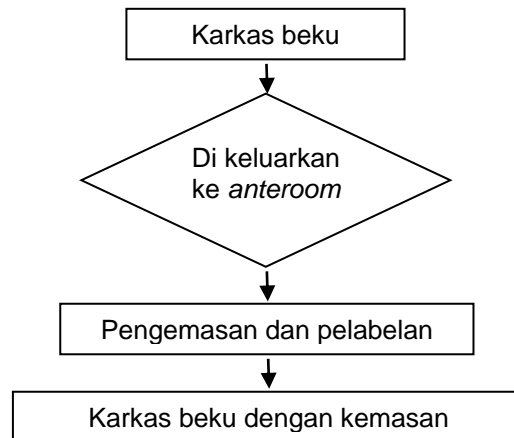 Karkas beku
Di keluarkan
ke anteroom
Pengemasan dan pelabelan
Karkas beku dengan kemasan